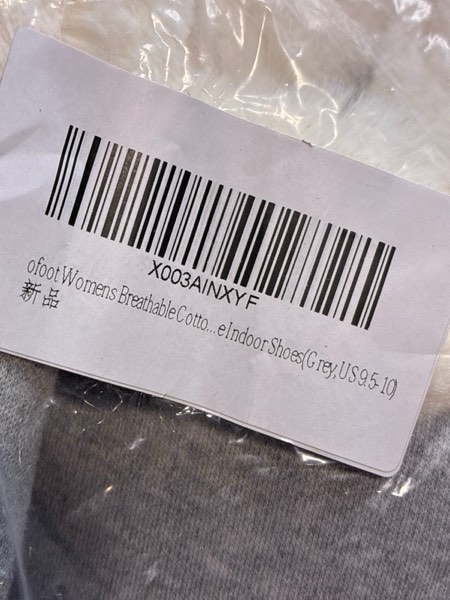 X003AINXYF
ofoot Womens Breathable Cotto...e Indoor Shoes(Grey,US 9.5-10)
新品